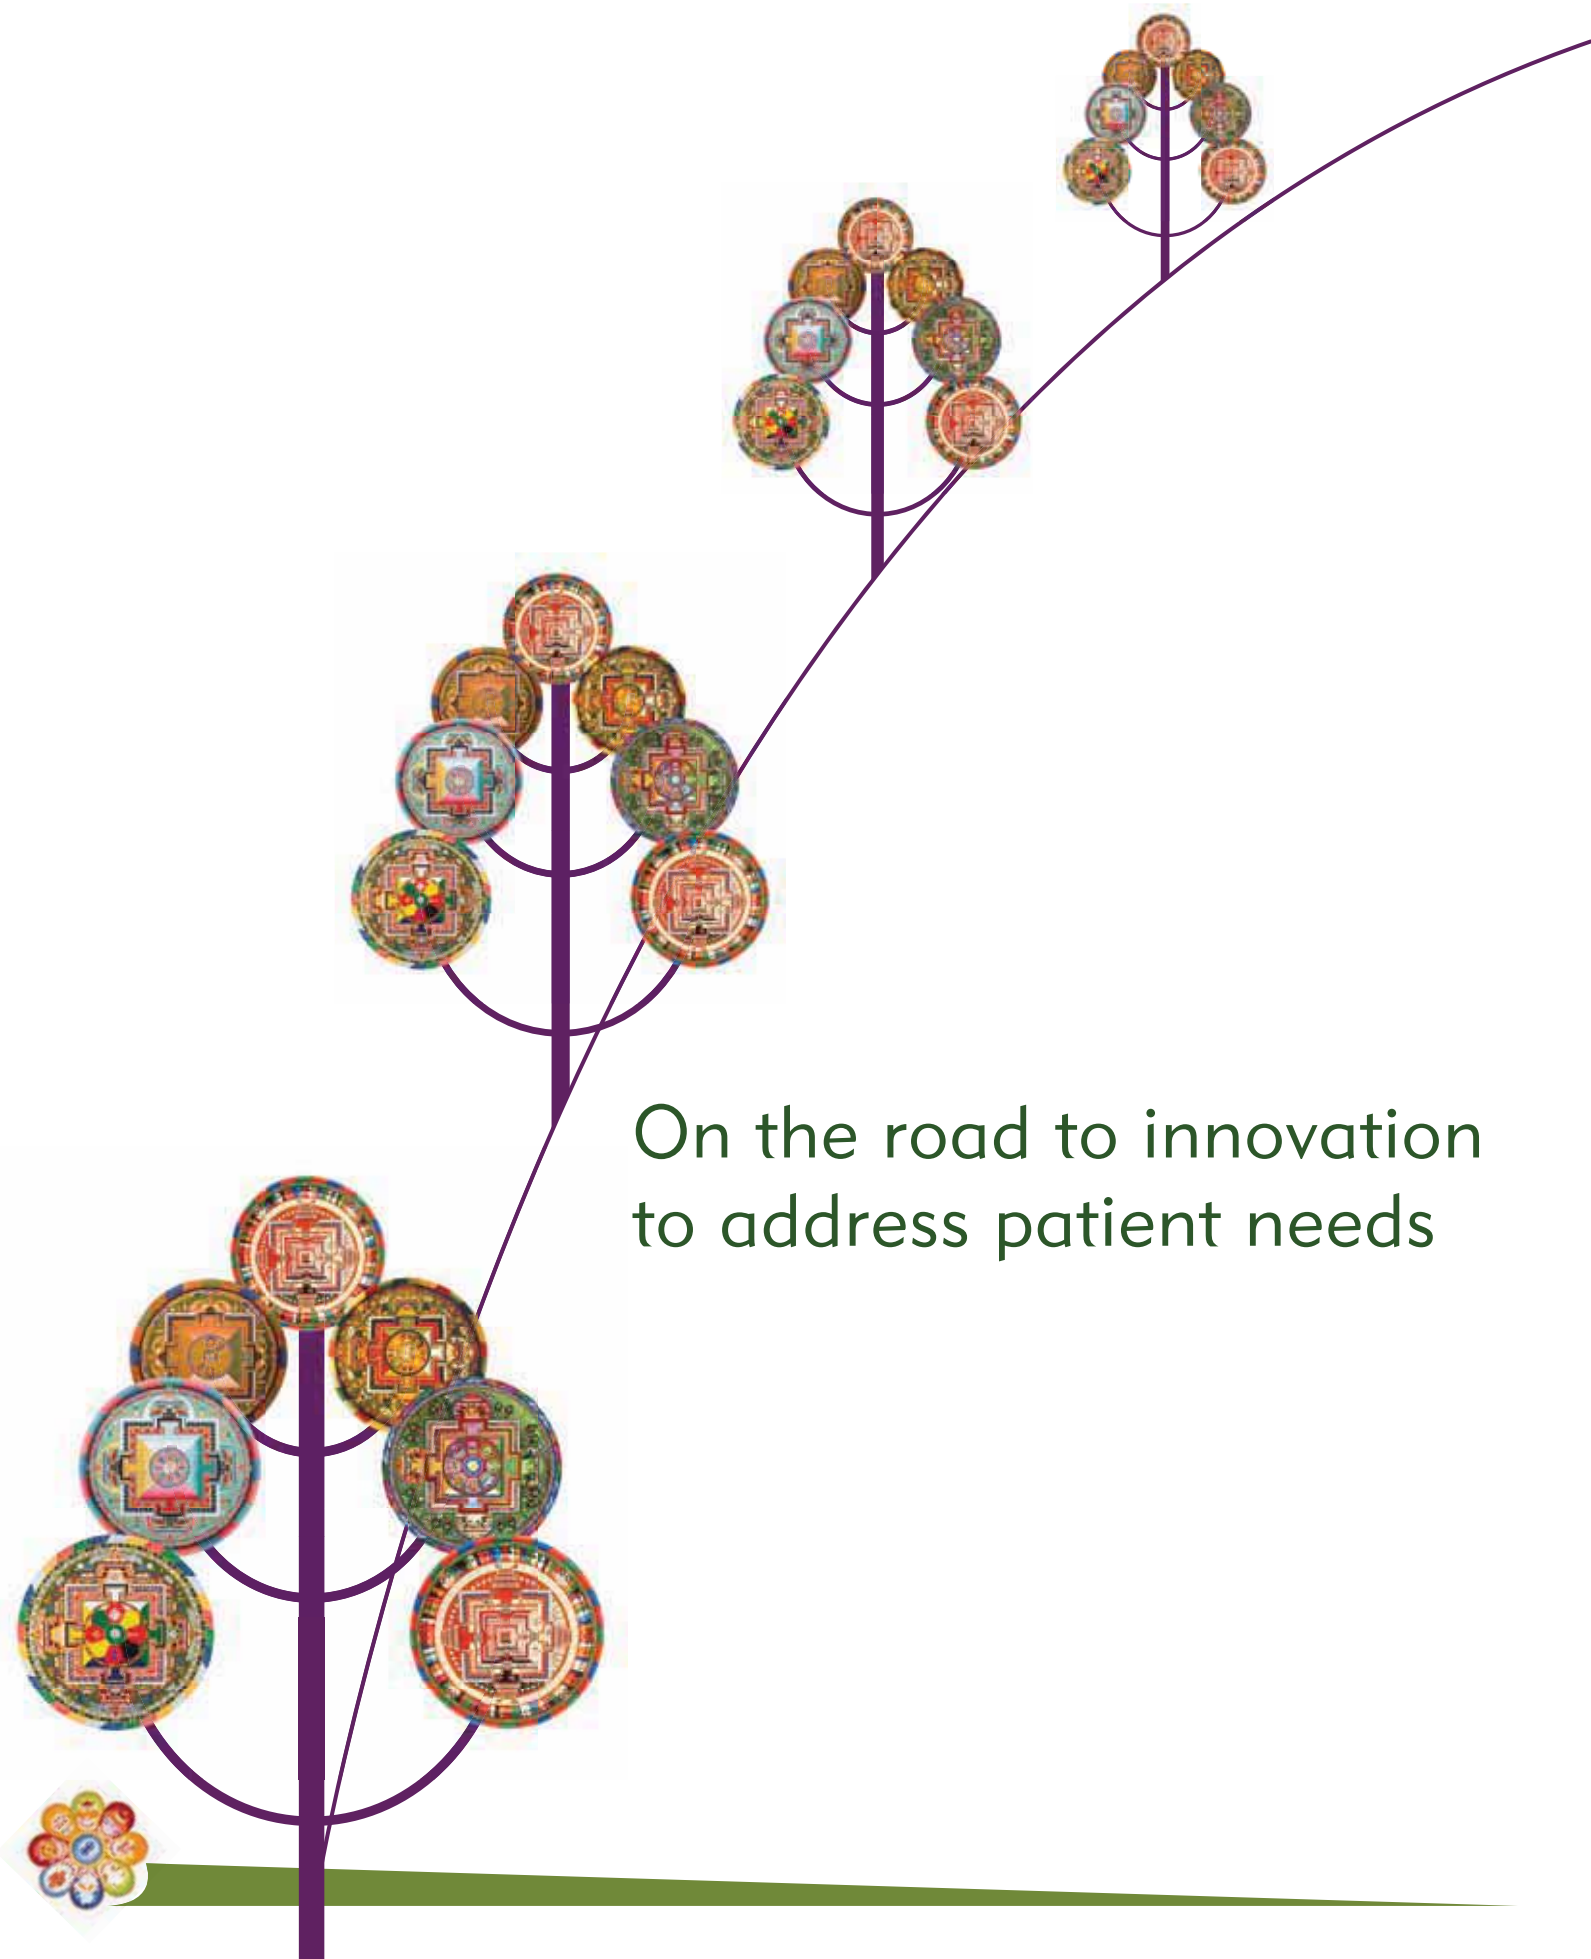 On the road to innovation
to address patient needs